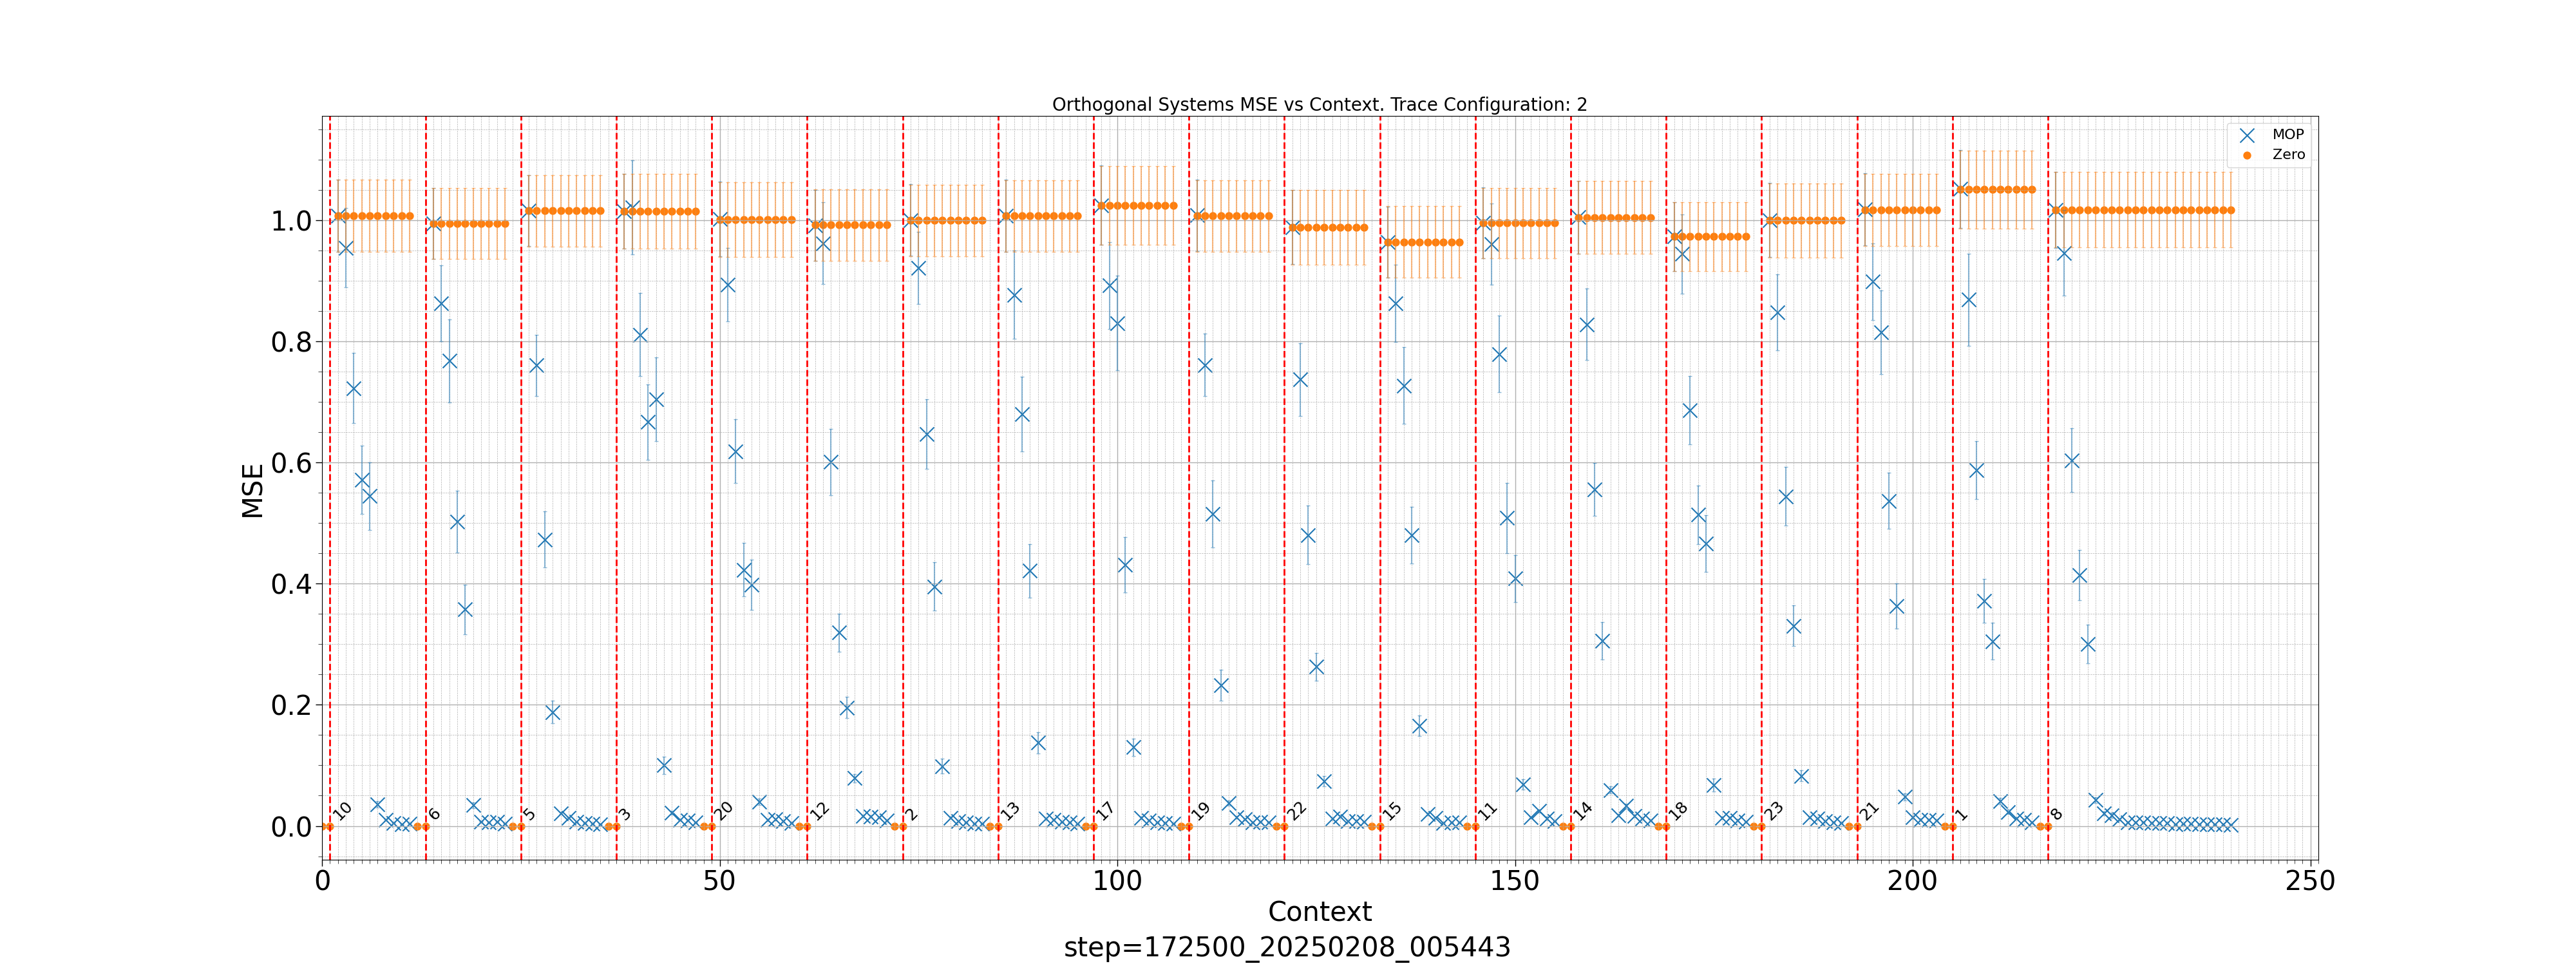 Orthogonal Systems MSE vs Context. Trace Configuration: 2
MOP
Zero
1.0
0.8
0.6
0.4
0.2
0.0
MSE
10 6 5 3 20 12 2 13 17 19 22 15 11 14 18 23 21 1 8
0 50 100 150 200 250
Context
step=172500_20250208_005443